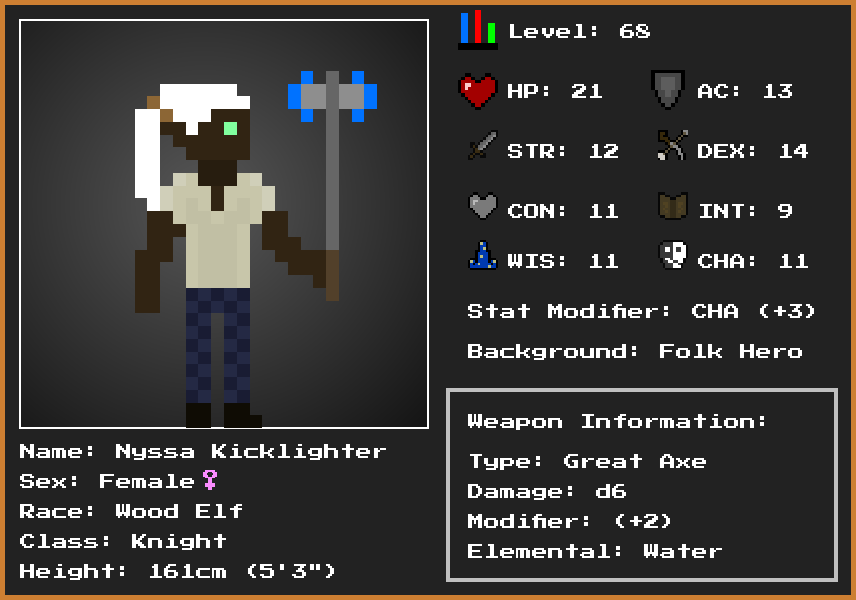 Level: 68
HP: 21
AC: 13
STR: 12
DEX: 14
CON: 11
INT: 9
WIS: 11
CHA: 11
Stat Modifier: CHA (+3)
Background: Folk Hero
Weapon Information:
Type: Great Axe
Damage: d6
Modifier: (+2)
Elemental: Water
Name: Nyssa Kicklighter
Sex: Female♀
Race: Wood Elf
Class: Knight
Height: 161cm (5'3")